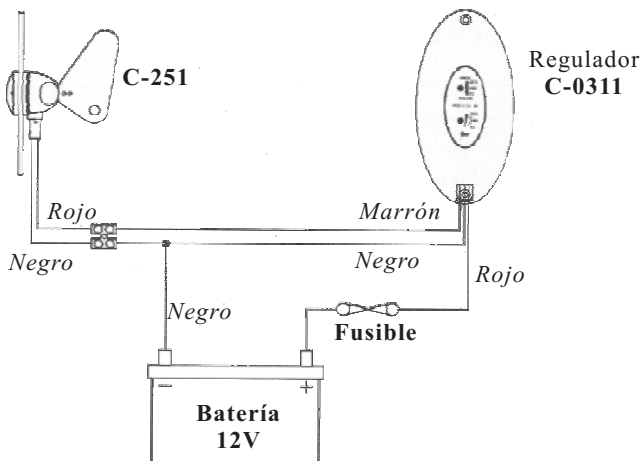 C-251
Regulador
C-0311
Rojo
Marrón
Negro
Negro
Rojo
Negro
Fusible
Batería
12V